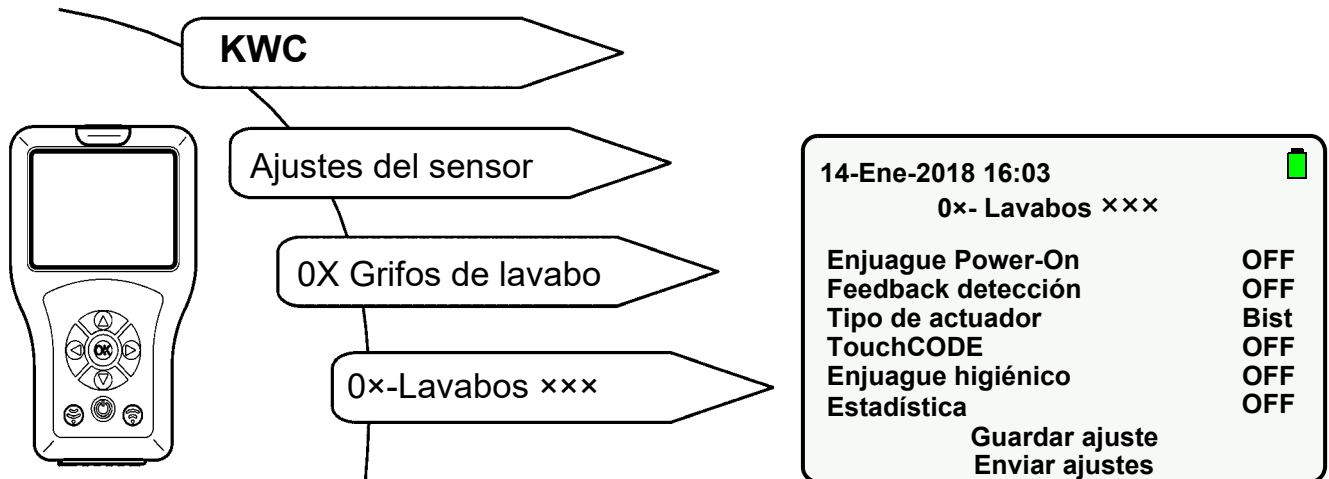 KWC
Ajustes del sensor
0X Grifos de lavabo
0×-Lavabos ×××
OK
14-Ene-2018 16:03
0×- Lavabos ×××
Enjuague Power-On OFF
Feedback detección OFF
Tipo de actuador Bist
TouchCODE OFF
Enjuague higiénico OFF
Estadística OFF
Guardar ajuste
Enviar ajustes